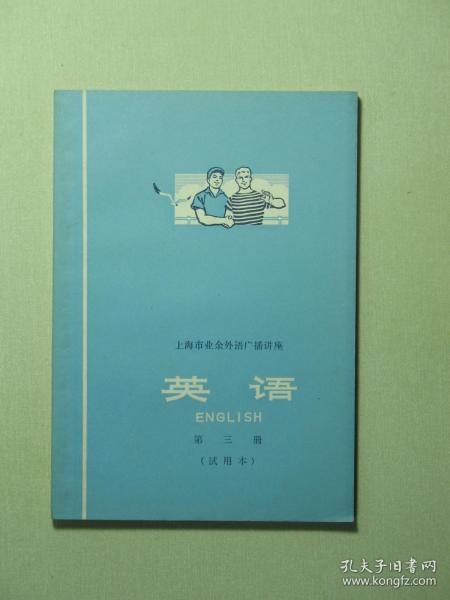 上海市业余外语广播讲座
英语
ENGLISH
第三册
(试用本)
孔夫子旧书网
www.kongfz.com